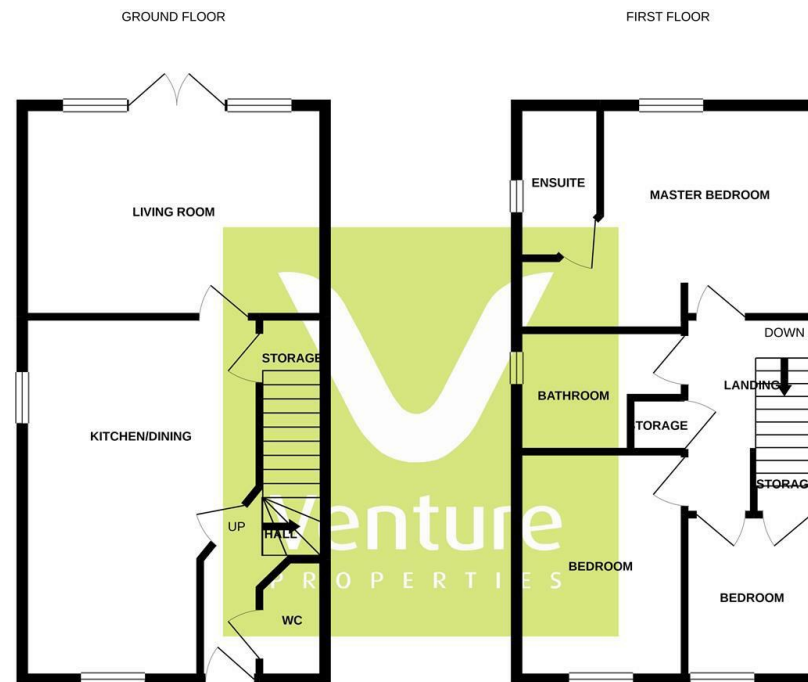 GROUND FLOOR
LIVING ROOM
STORAGE
KITCHEN/DINING
UP
HALL
WC
FIRST FLOOR
ENSUITE
MASTER BEDROOM
DOWN
LANDING
BATHROOM
STORAGE
STORAG
BEDROOM
BEDROOM
Venture
PROPERTIES